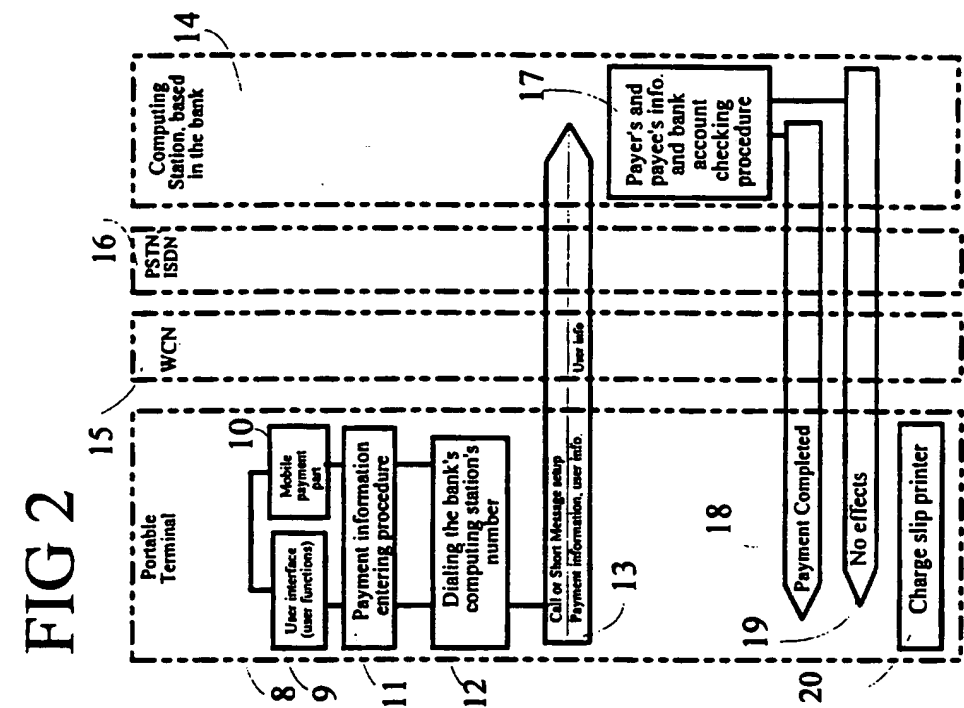 FIG 2
14
Computing
Station, based
in the bank
16
PSTN,
ISDN
15
WCN
Portable
Terminal
8
9
10
User interface
(user functions)
Mobile
payment
part
11
Payment information
entering procedure
12
Dialing the bank's
computing station's
number
13
Call or Short Message setup
Payment information, user info.
User info
17
Payer's and
payee's info.
and bank
account
checking
procedure
18
Payment Completed
19
No effects
20
Charge slip printer